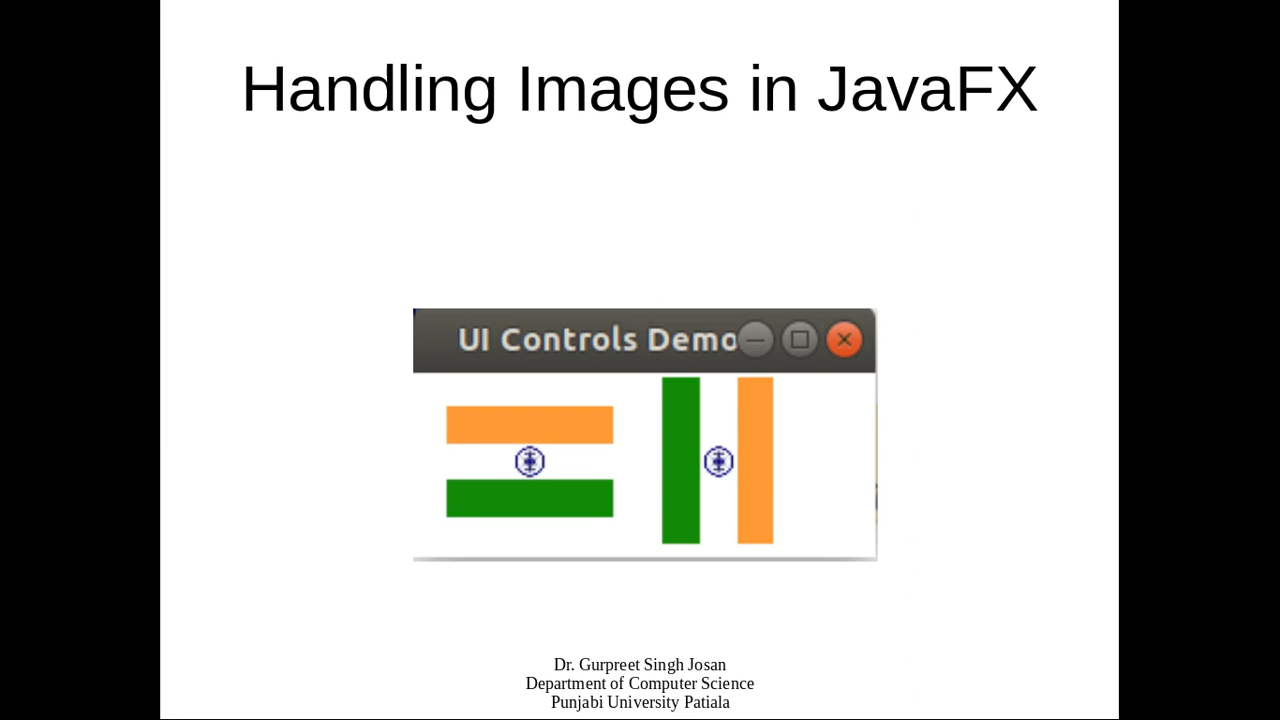 Handling Images in JavaFX
UI Controls Demo
Dr. Gurpreet Singh Josan
Department of Computer Science
Punjabi University Patiala